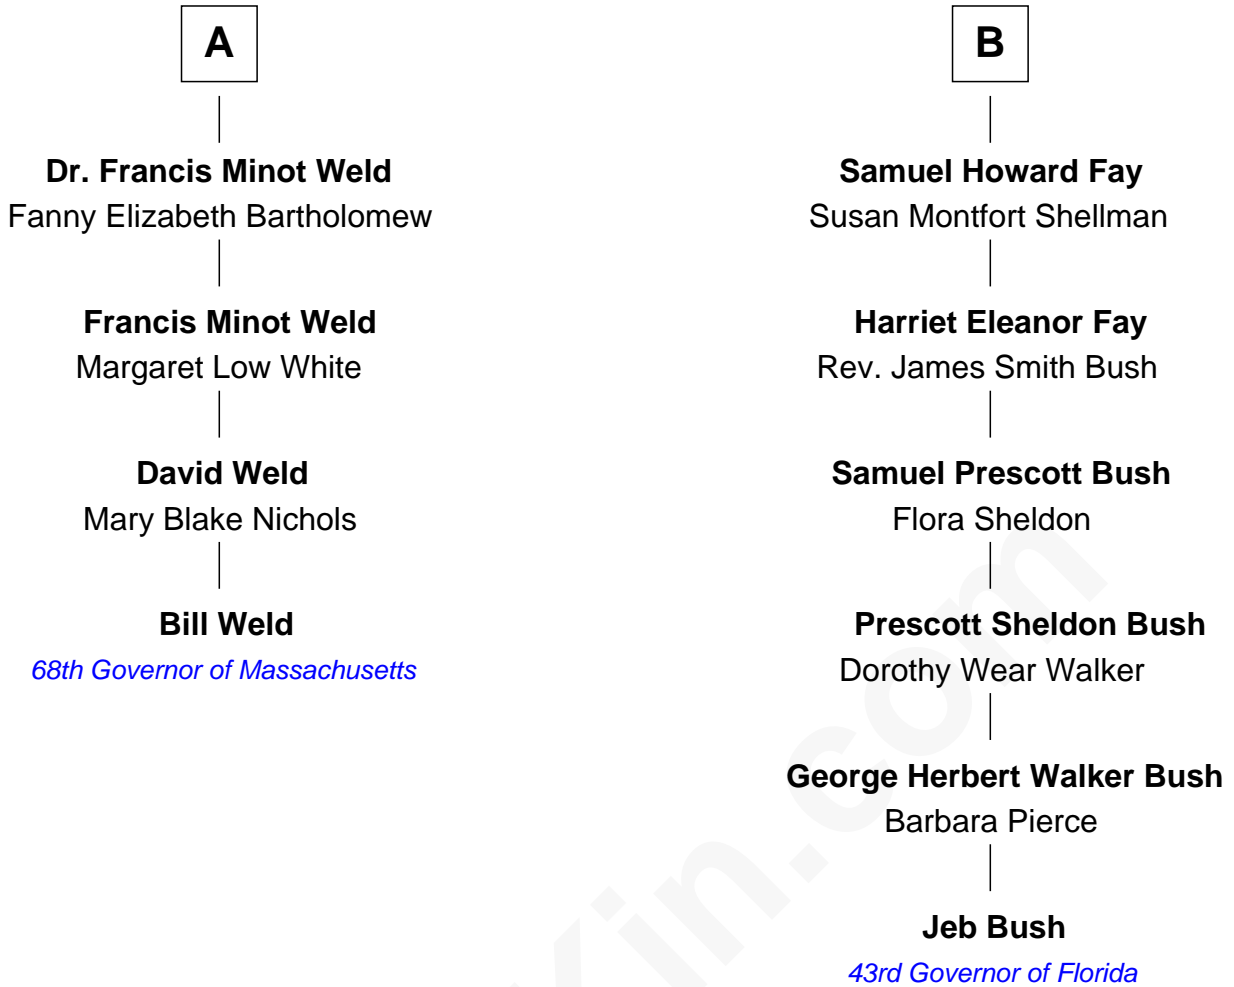 A
Dr. Francis Minot Weld
Fanny Elizabeth Bartholomew
Francis Minot Weld
Margaret Low White
David Weld
Mary Blake Nichols
Bill Weld
68th Governor of Massachusetts
B
Samuel Howard Fay
Susan Montfort Shellman
Harriet Eleanor Fay
Rev. James Smith Bush
Samuel Prescott Bush
Flora Sheldon
Prescott Sheldon Bush
Dorothy Wear Walker
George Herbert Walker Bush
Barbara Pierce
Jeb Bush
43rd Governor of Florida
Kin.com